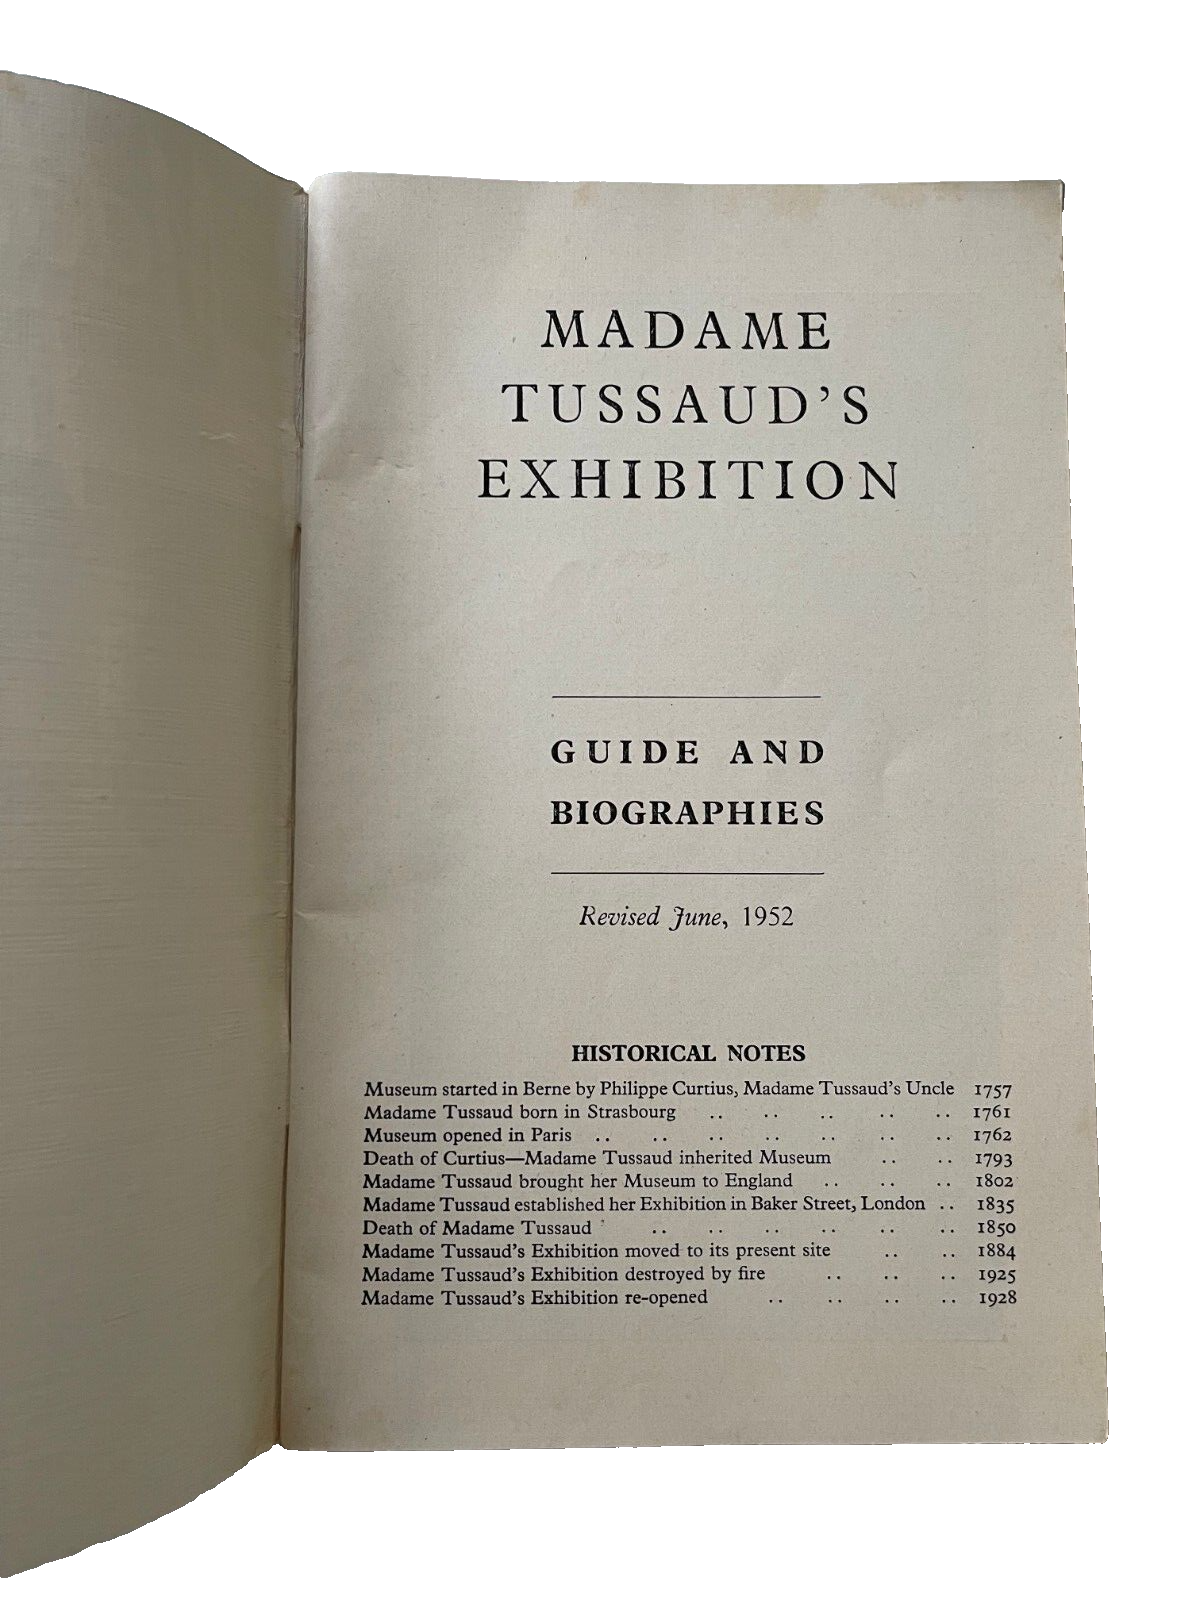 MADAME
TUSSAUD'S
EXHIBITION
GUIDE AND
BIOGRAPHIES
Revised June, 1952
HISTORICAL NOTES
Museum started in Berne by Philippe Curtius, Madame Tussaud's Uncle 1757
Madame Tussaud born in Strasbourg .. .. .. .. .. 1761
Museum opened in Paris .. .. .. .. .. .. .. 1762
Death of Curtius—Madame Tussaud inherited Museum .. .. 1793
Madame Tussaud brought her Museum to England .. .. .. 1802
Madame Tussaud established her Exhibition in Baker Street, London .. 1835
Death of Madame Tussaud .. .. .. .. .. .. 1850
Madame Tussaud's Exhibition moved to its present site .. .. 1884
Madame Tussaud's Exhibition destroyed by fire .. .. .. 1925
Madame Tussaud's Exhibition re-opened .. .. .. .. 1928